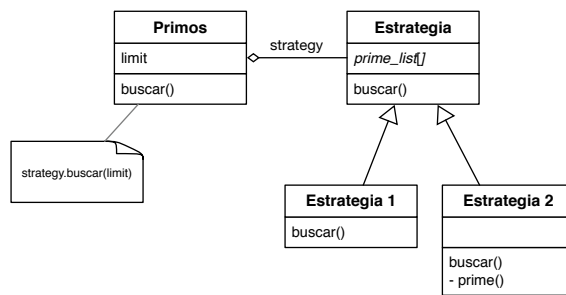 Primos
limit
buscar()
strategy
Estrategia
prime_list[]
buscar()
strategy.buscar(limit)
Estrategia 1
buscar()
Estrategia 2
buscar()
- prime()